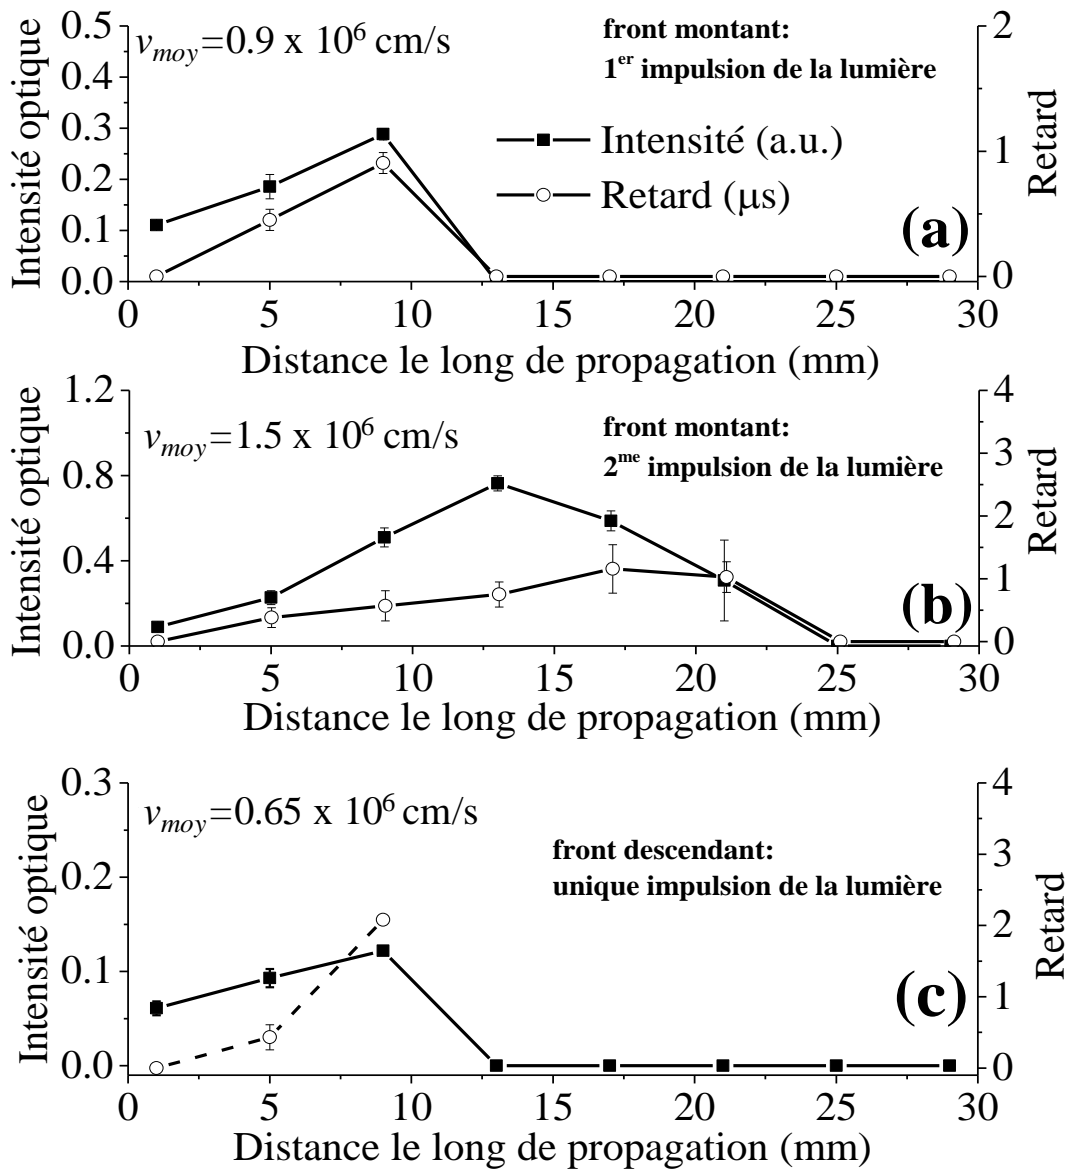 v_moy=0.9 x 10^6 cm/s
front montant:
1^er impulsion de la lumière
Intensité (a.u.)
Retard (μs)
(a)
Intensité optique
0.5
0.4
0.3
0.2
0.1
0.0
Retard
2
1
0
0 5 10 15 20 25 30
Distance le long de propagation (mm)
v_moy=1.5 x 10^6 cm/s
front montant:
2^me impulsion de la lumière
(b)
Intensité optique
1.2
0.8
0.4
0.0
Retard
4
3
2
1
0
0 5 10 15 20 25 30
Distance le long de propagation (mm)
v_moy=0.65 x 10^6 cm/s
front descendant:
unique impulsion de la lumière
(c)
Intensité optique
0.3
0.2
0.1
0.0
Retard
4
3
2
1
0
0 5 10 15 20 25 30
Distance le long de propagation (mm)